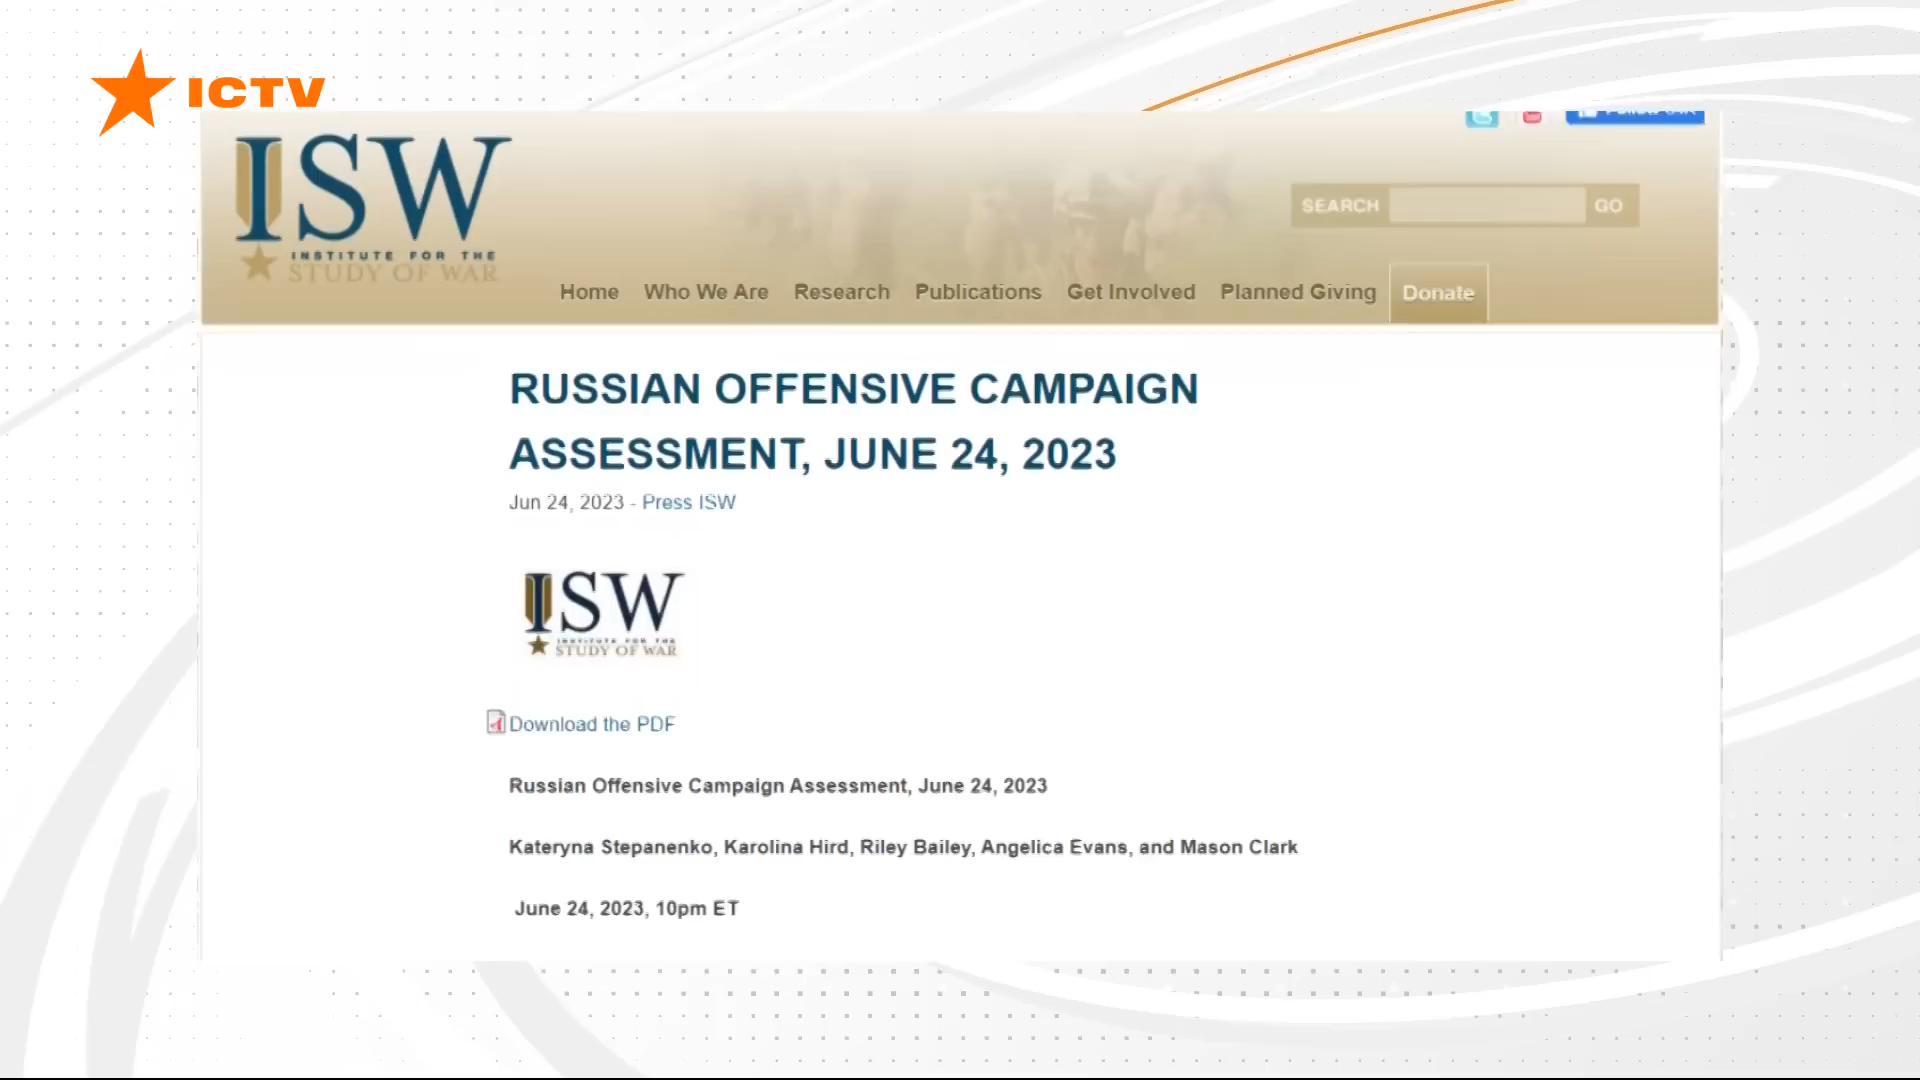 ICTV
ISW
INSTITUTE FOR THE
STUDY OF WAR
SEARCH
GO
Home
Who We Are
Research
Publications
Get Involved
Planned Giving
Donate
RUSSIAN OFFENSIVE CAMPAIGN
ASSESSMENT, JUNE 24, 2023
Jun 24, 2023 - Press ISW
ISW
INSTITUTE FOR THE
STUDY OF WAR
Download the PDF
Russian Offensive Campaign Assessment, June 24, 2023
Kateryna Stepanenko, Karolina Hird, Riley Bailey, Angelica Evans, and Mason Clark
June 24, 2023, 10pm ET